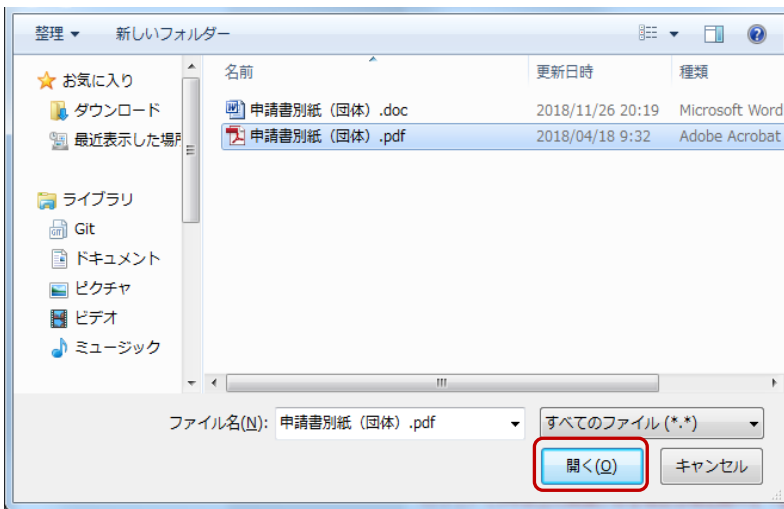 整理 新しいフォルダー
お気に入り
ダウンロード
最近表示した場所
ライブラリ
Git
ドキュメント
ピクチャ
ビデオ
ミュージック
名前 更新日時 種類
申請書別紙（団体）.doc 2018/11/26 20:19 Microsoft Word
申請書別紙（団体）.pdf 2018/04/18 9:32 Adobe Acrobat
ファイル名(N): 申請書別紙（団体）.pdf すべてのファイル (*.*)
開く(O) キャンセル